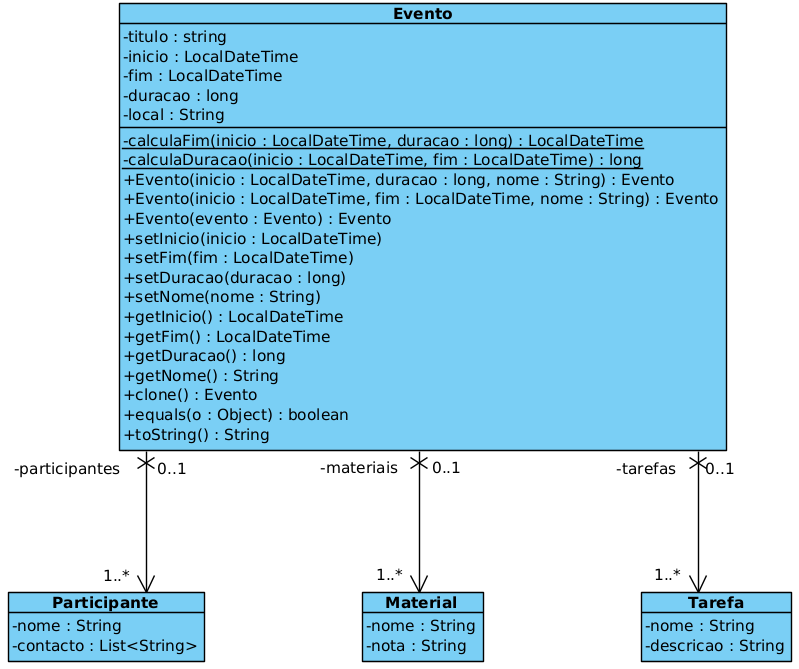 Evento
-titulo : string
-inicio : LocalDateTime
-fim : LocalDateTime
-duracao : long
-local : String
-calculaFim(inicio : LocalDateTime, duracao : long) : LocalDateTime
-calculaDuracao(inicio : LocalDateTime, fim : LocalDateTime) : long
+Evento(inicio : LocalDateTime, duracao : long, nome : String) : Evento
+Evento(inicio : LocalDateTime, fim : LocalDateTime, nome : String) : Evento
+Evento(evento : Evento) : Evento
+setInicio(inicio : LocalDateTime)
+setFim(fim : LocalDateTime)
+setDuracao(duracao : long)
+setNome(nome : String)
+getInicio() : LocalDateTime
+getFim() : LocalDateTime
+getDuracao() : long
+getNome() : String
+clone() : Evento
+equals(o : Object) : boolean
+toString() : String
-participantes 0..1 -materiais 0..1 -tarefas 0..1
1..* 1..* 1..*
Participante
-nome : String
-contacto : List<String>
Material
-nome : String
-nota : String
Tarefa
-nome : String
-descricao : String